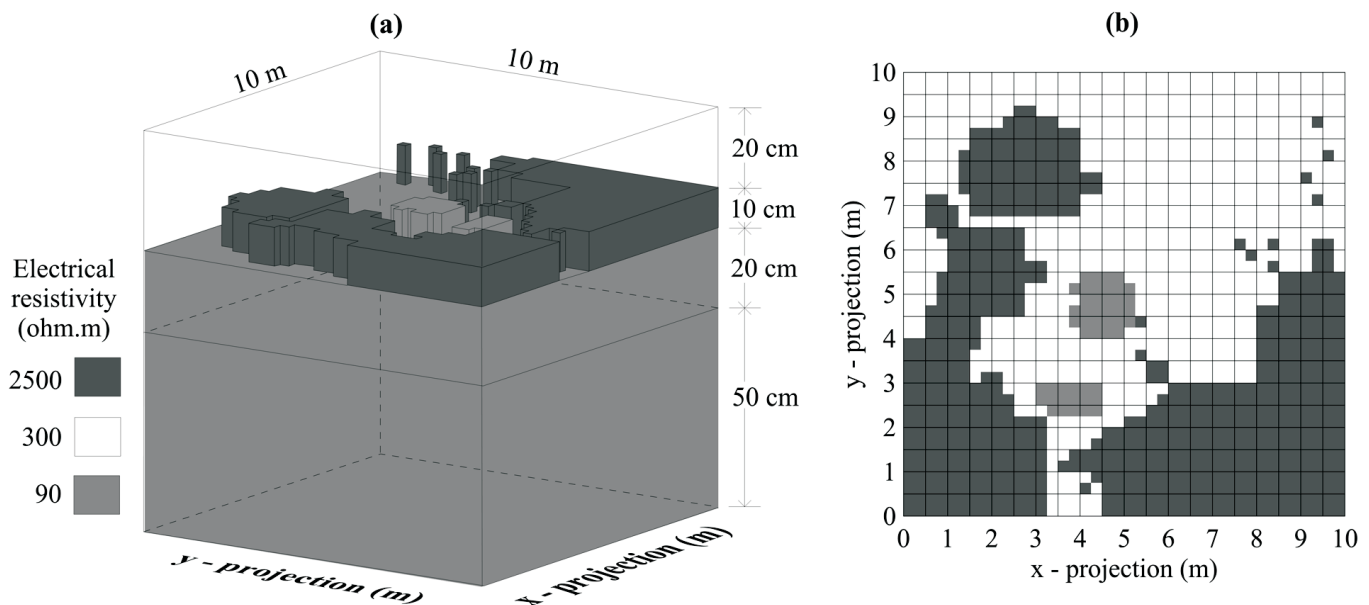 (a)
10 m
10 m
20 cm
10 cm
20 cm
50 cm
Electrical
resistivity
(ohm.m)
2500
300
90
y - projection (m)
x - projection (m)
(b)
10
9
8
7
6
5
4
3
2
1
0
y - projection (m)
0 1 2 3 4 5 6 7 8 9 10
x - projection (m)